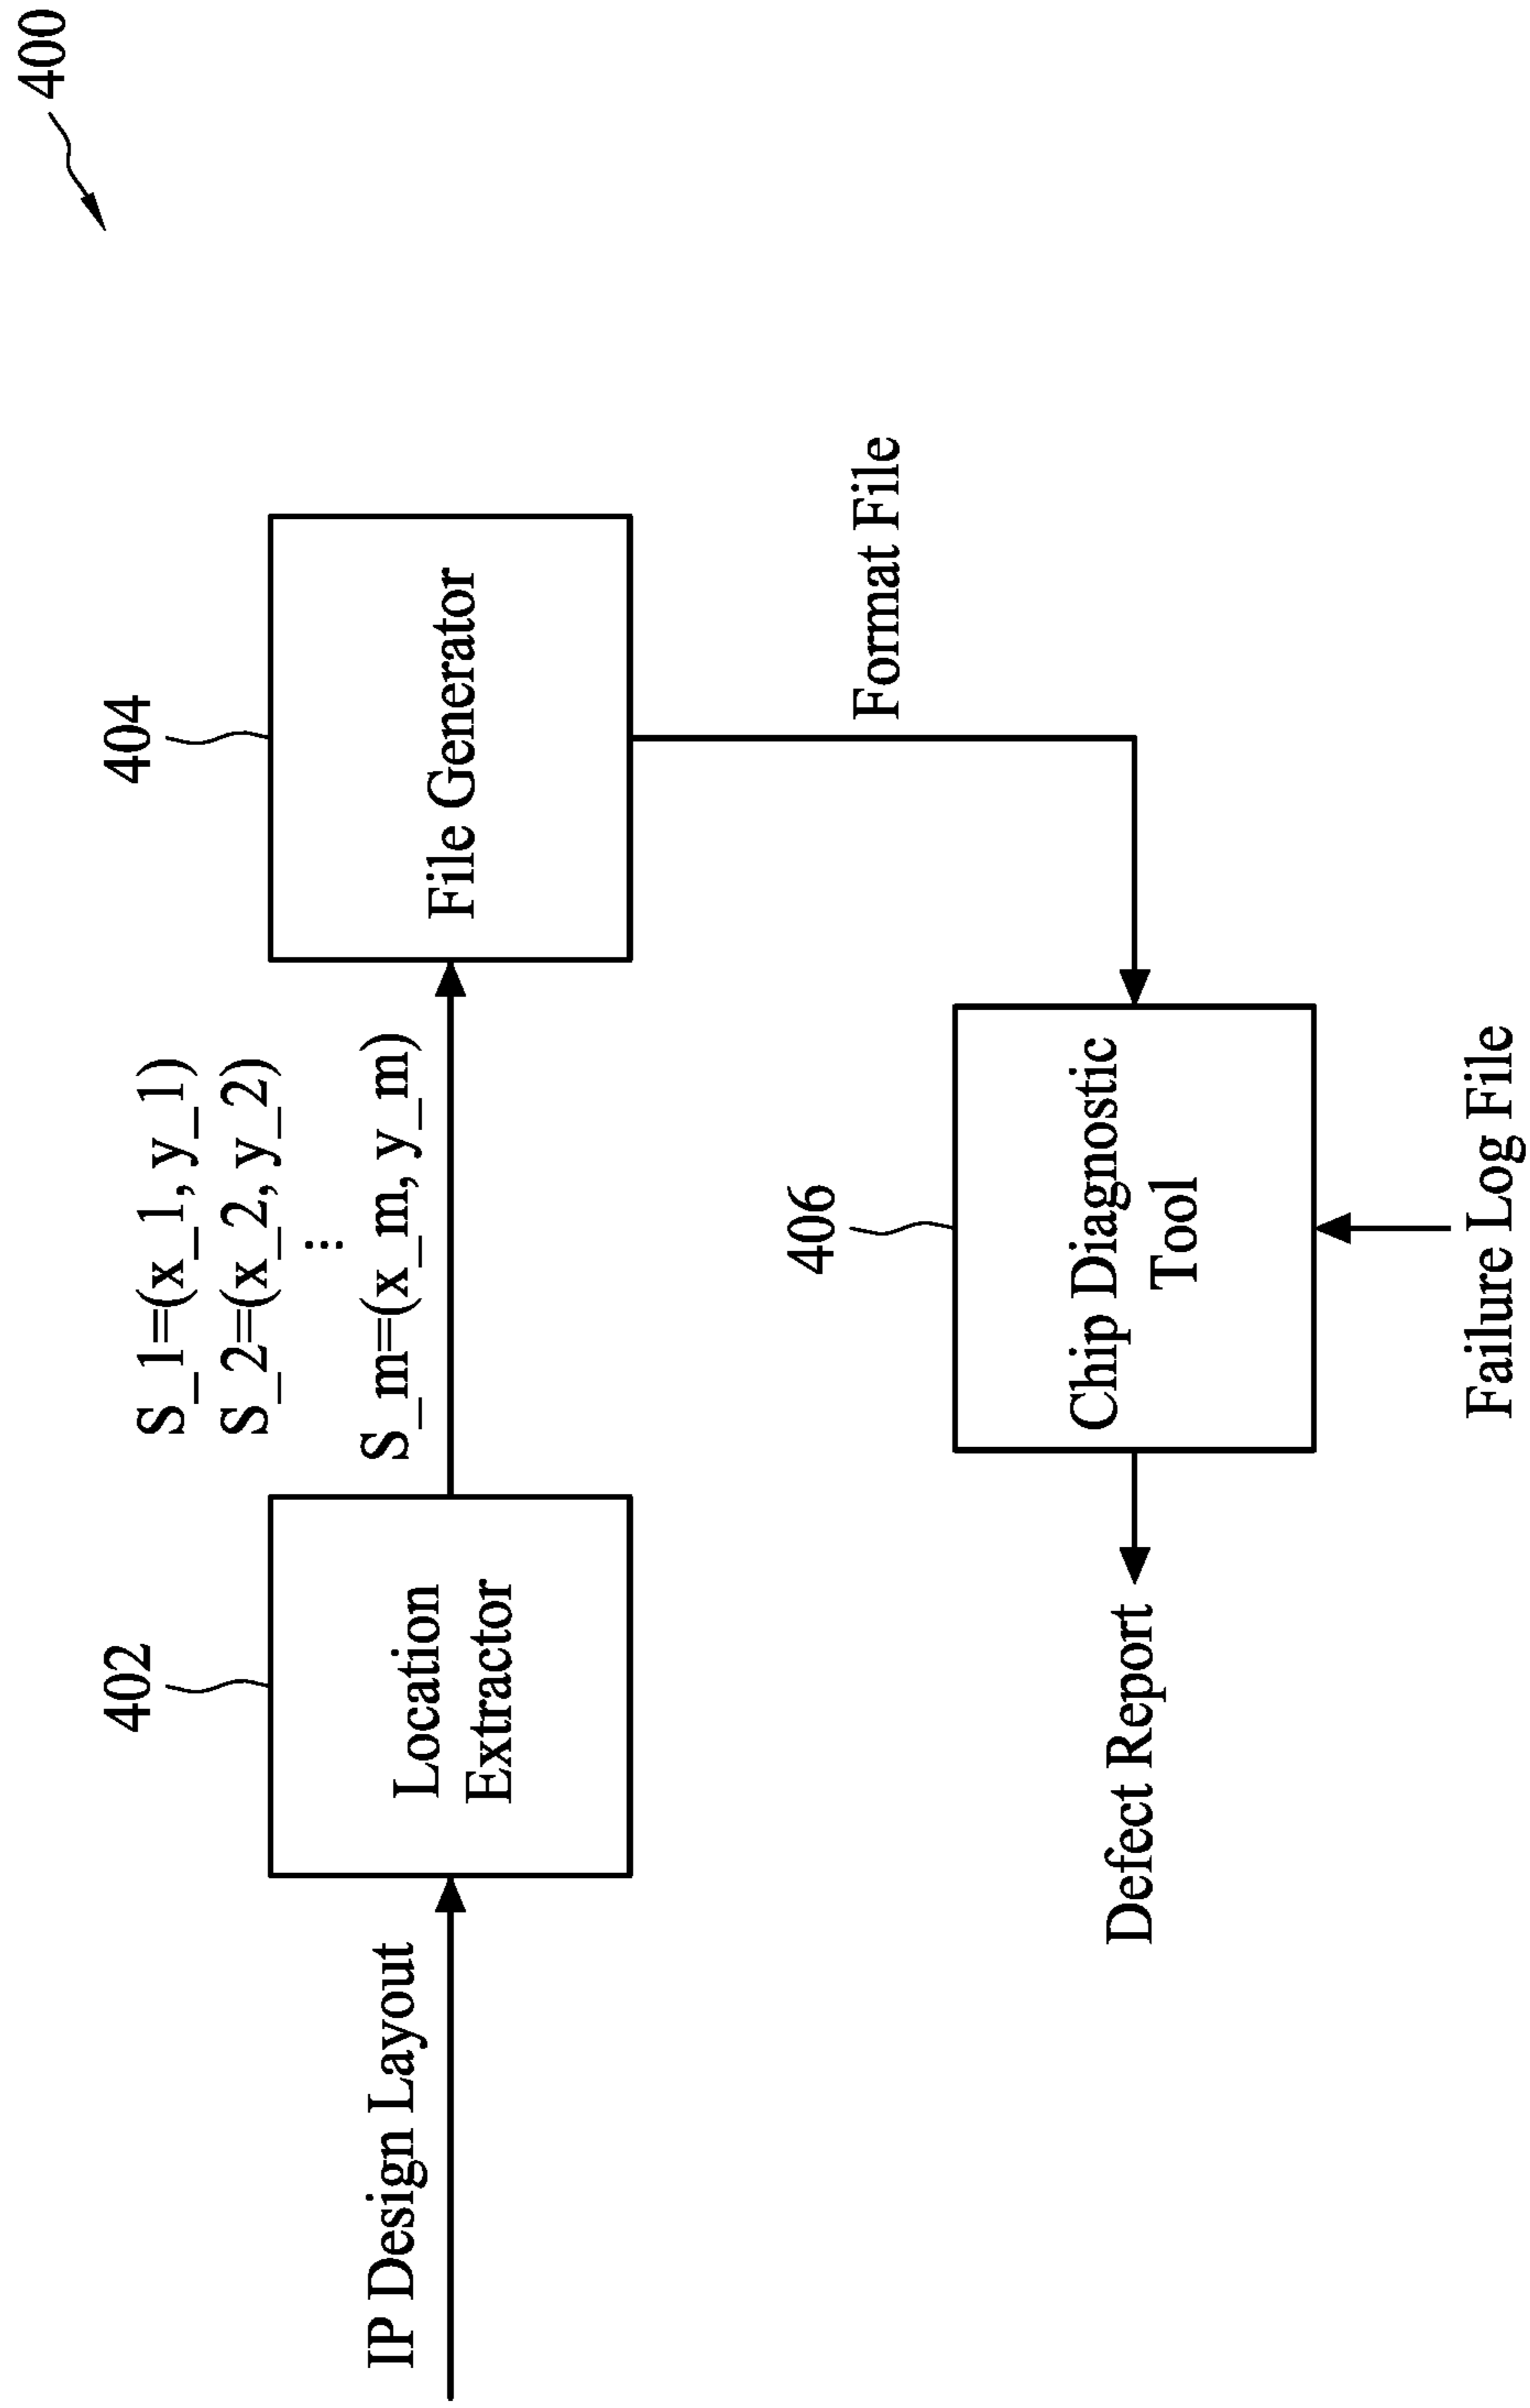 400
402
404
S_1=(x_1, y_1)
S_2=(x_2, y_2)
⋮
S_m=(x_m, y_m)
IP Design Layout
Location
Extractor
File Generator
Format File
406
Chip Diagnostic
Tool
Defect Report
Failure Log File